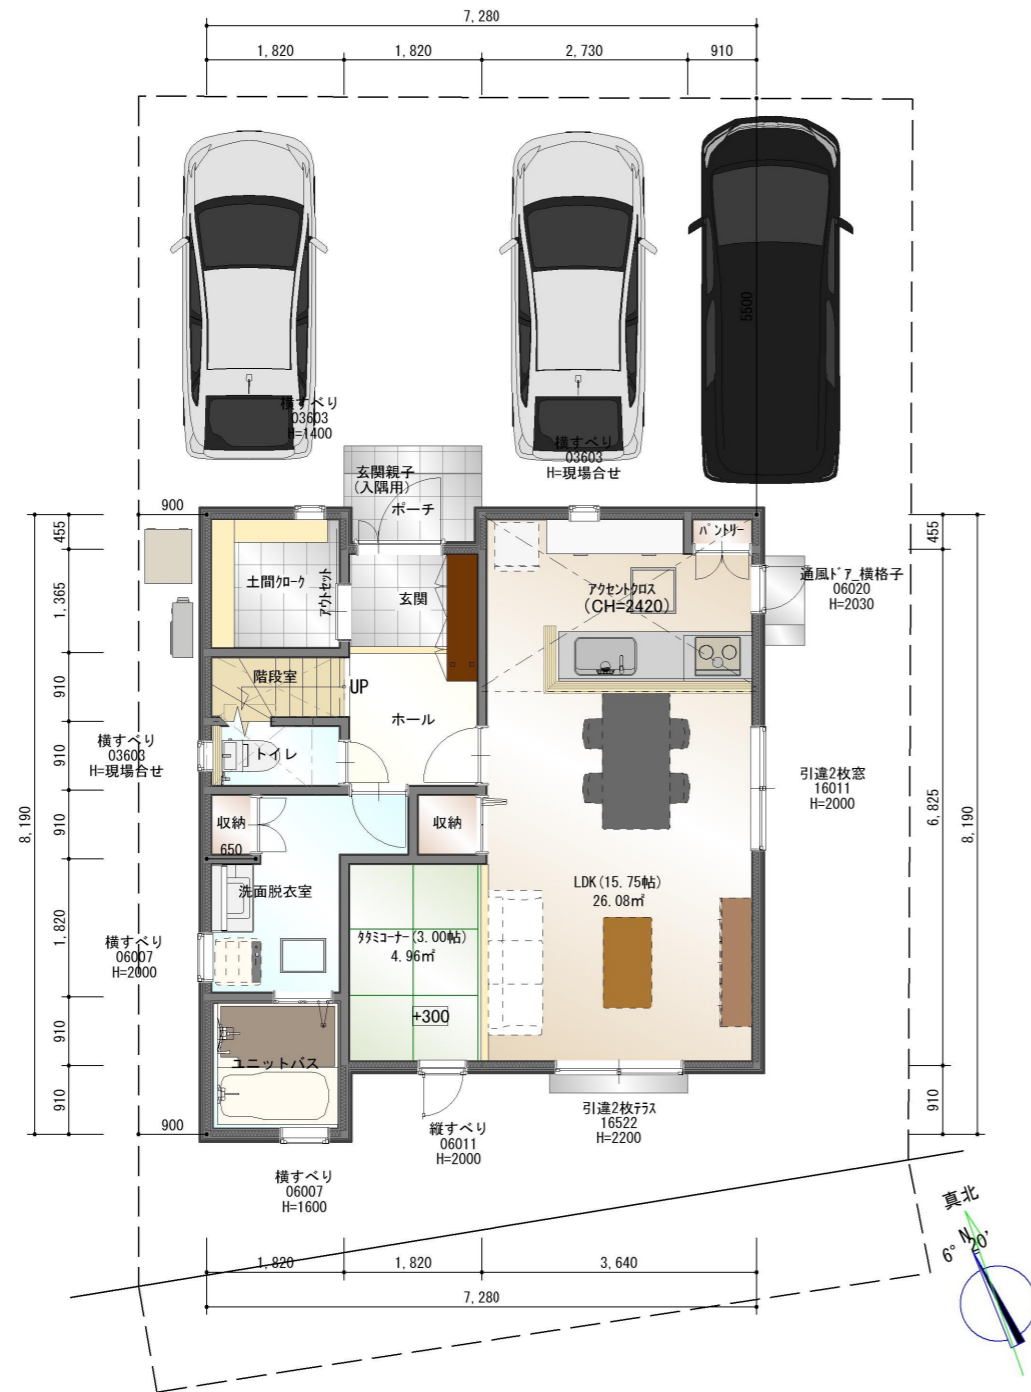 7,280
1,820
1,820
2,730
910
5500
横すべり
03603
H=1400
横すべり
03603
H=現場合せ
玄関親子
(入隅用)
ポーチ
900
455
1,365
910
910
910
1,820
910
910
8,190
土間クローク
アウトセット
玄関
パントリー
アクセントクロス
(CH=2420)
通風ドア_横格子
06020
H=2030
455
6,825
910
8,190
階段室
UP
ホール
トイレ
横すべり
03603
H=現場合せ
引違2枚窓
16011
H=2000
収納
650
収納
洗面脱衣室
LDK(15.75帖)
26.08㎡
タタミコーナー(3.00帖)
4.96㎡
+300
横すべり
06007
H=2000
ユニットバス
900
縦すべり
06011
H=2000
引違2枚テラス
16522
H=2200
横すべり
06007
H=1600
真北
N
6° 20'
1,820
1,820
3,640
7,280